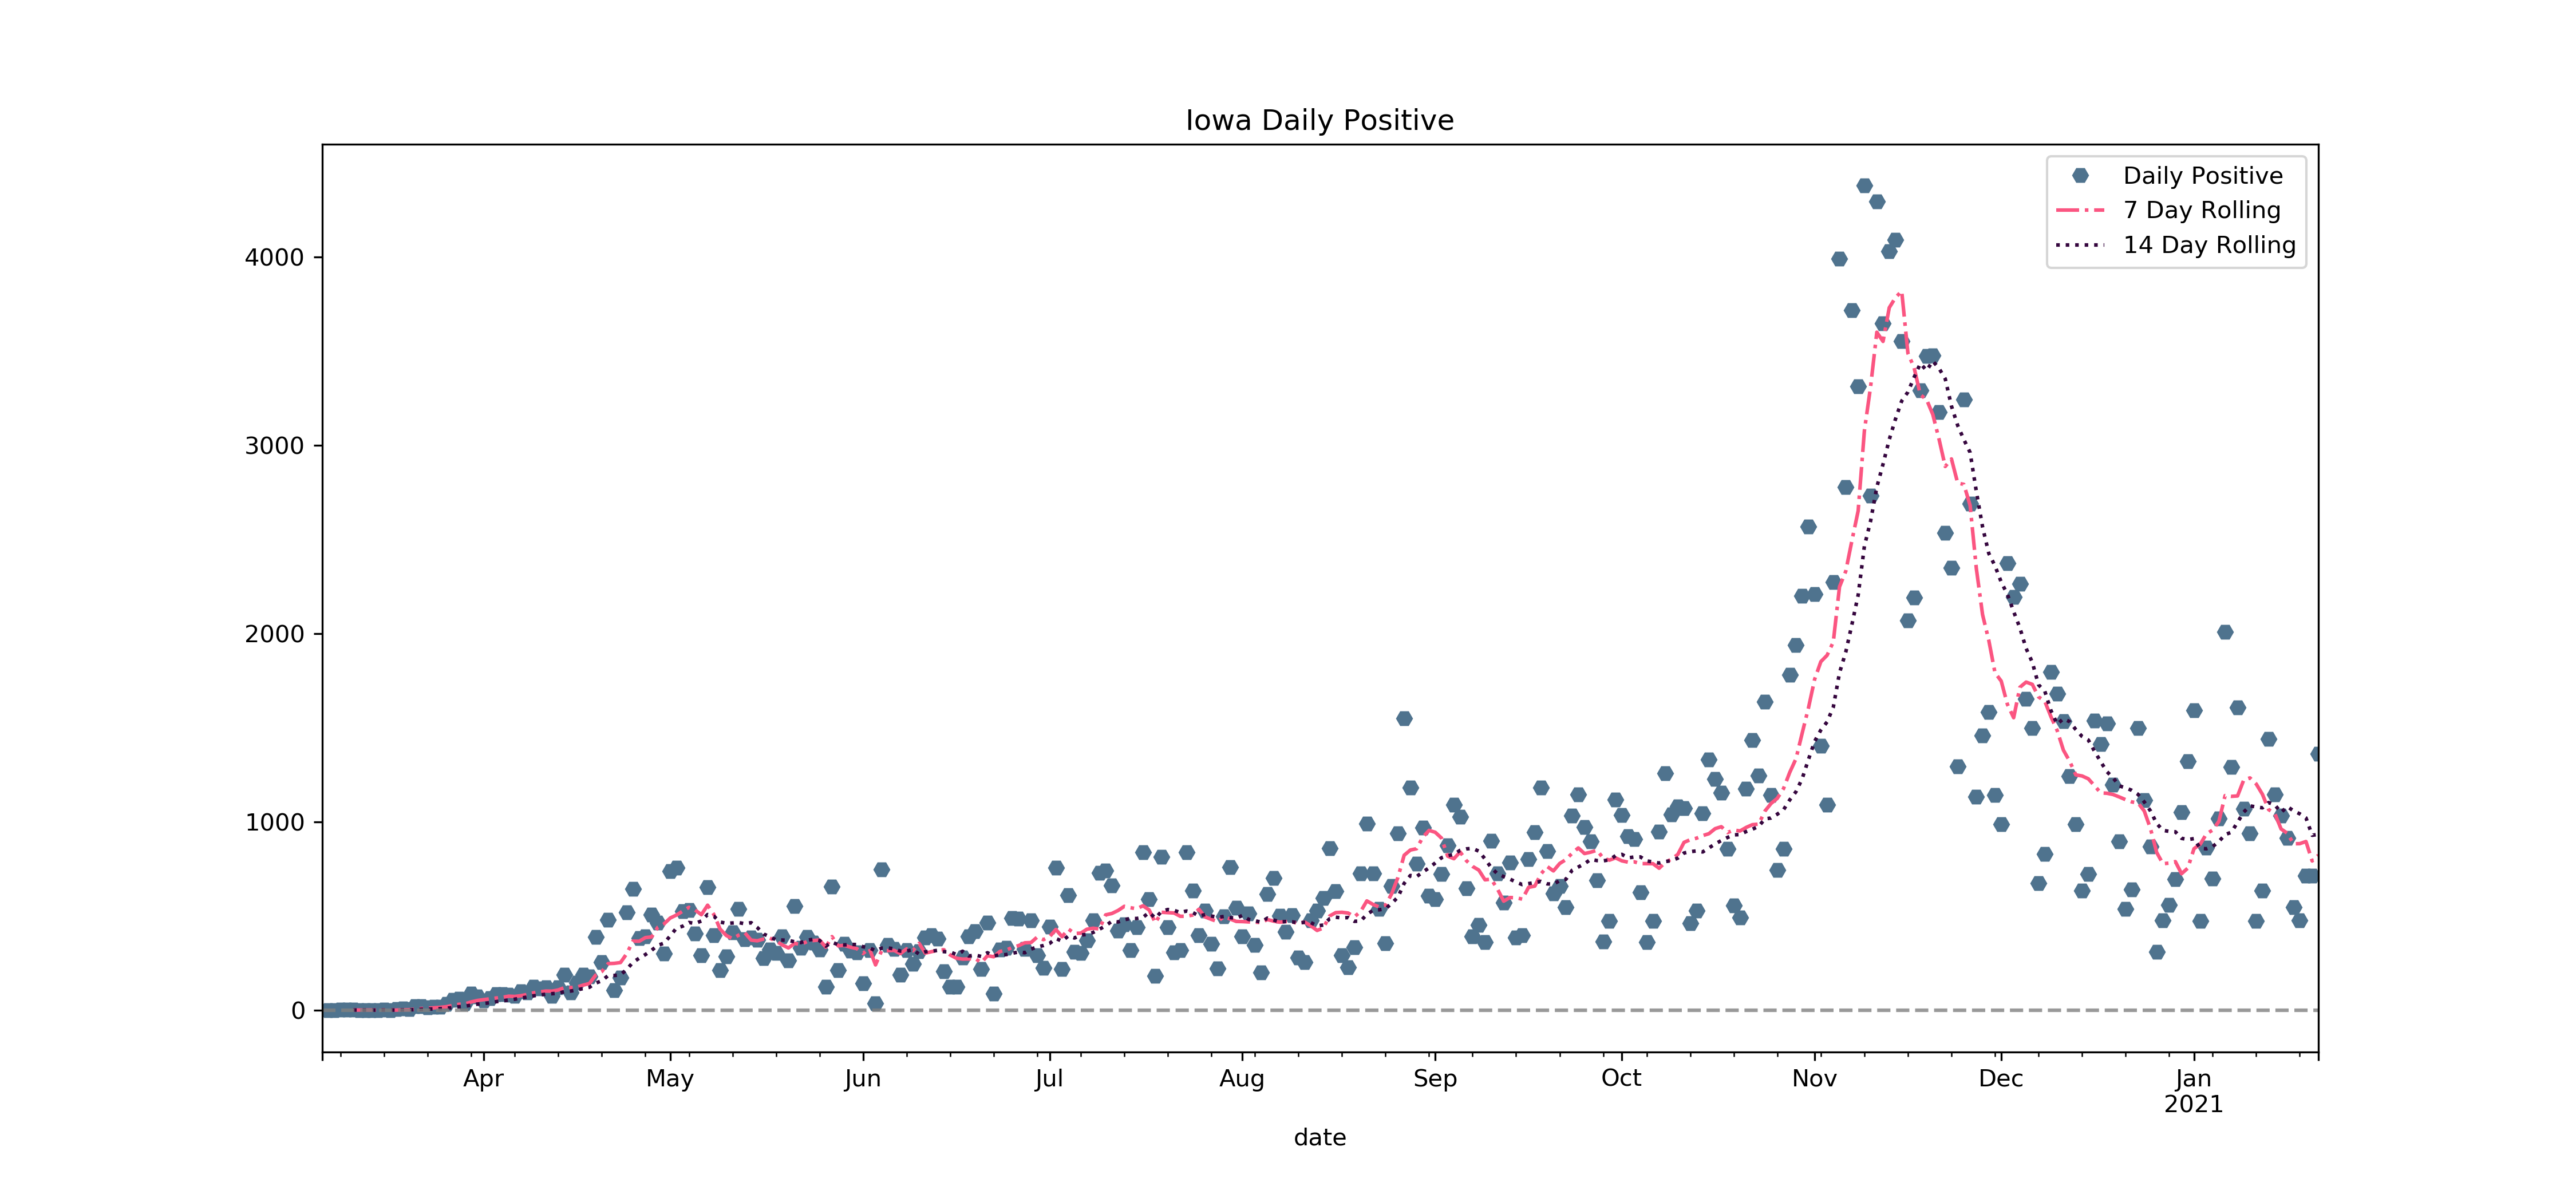 Iowa Daily Positive
Daily Positive
7 Day Rolling
14 Day Rolling
4000
3000
2000
1000
0
Apr May Jun Jul Aug Sep Oct Nov Dec Jan
2021
date